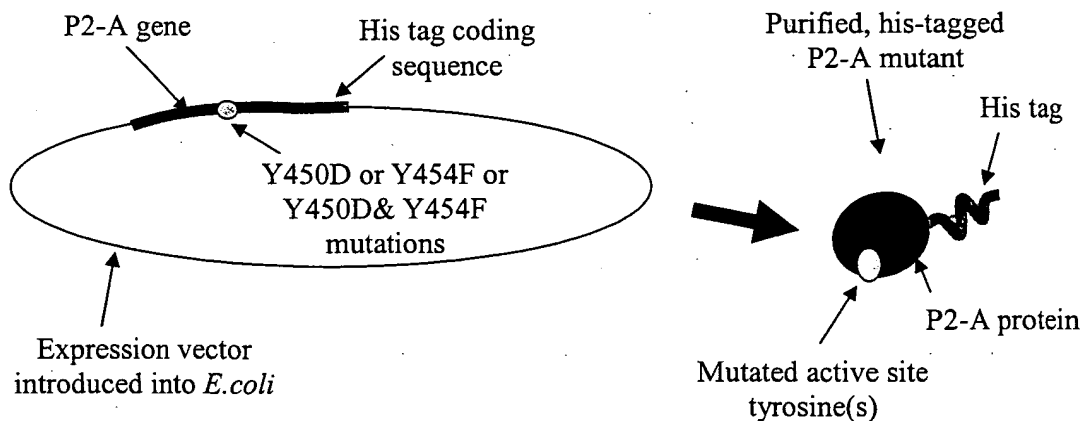 P2-A gene
His tag coding
sequence
Y450D or Y454F or
Y450D& Y454F
mutations
Expression vector
introduced into E.coli
Purified, his-tagged
P2-A mutant
His tag
P2-A protein
Mutated active site
tyrosine(s)